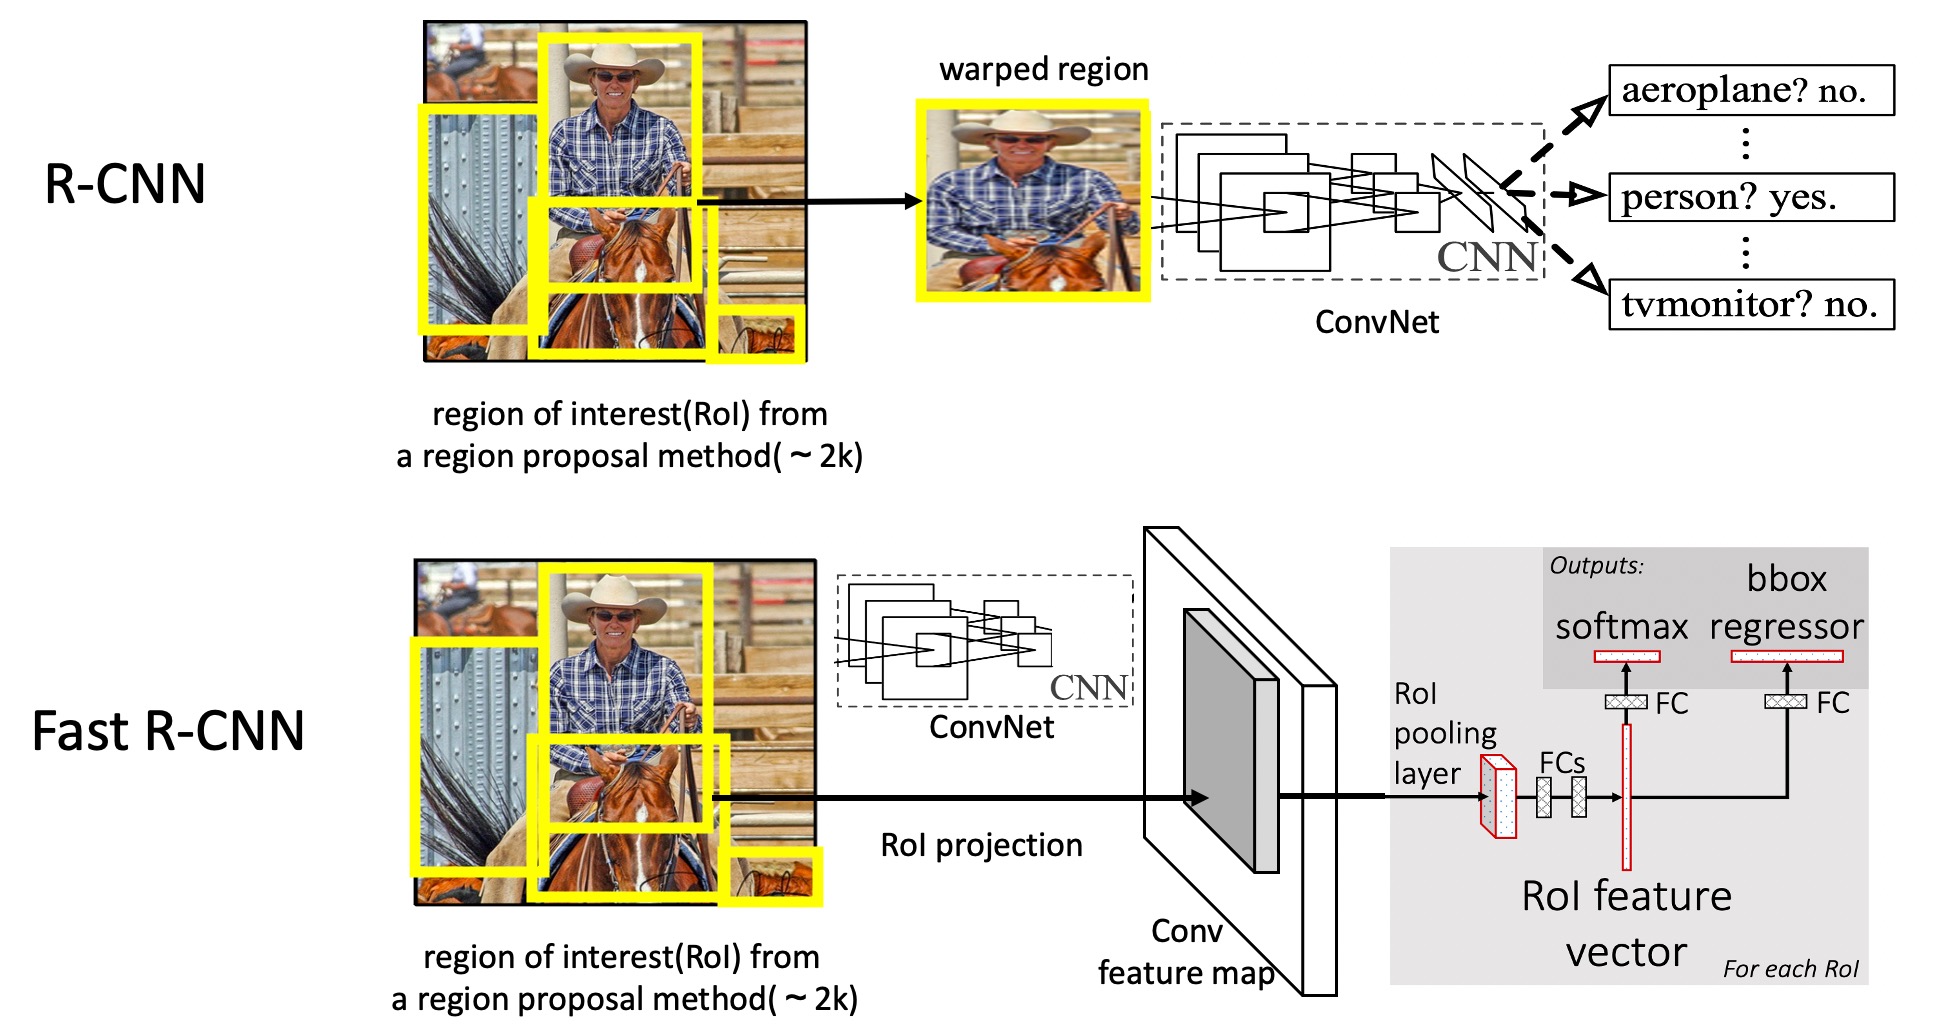 R-CNN
warped region
aeroplane? no.
person? yes.
tvmonitor? no.
CNN
ConvNet
region of interest(RoI) from
a region proposal method( ~ 2k)
Fast R-CNN
CNN
ConvNet
RoI projection
Conv
feature map
region of interest(RoI) from
a region proposal method( ~ 2k)
Outputs:
softmax
bbox
regressor
FC
FC
RoI
pooling
layer
FCs
RoI feature
vector
For each RoI